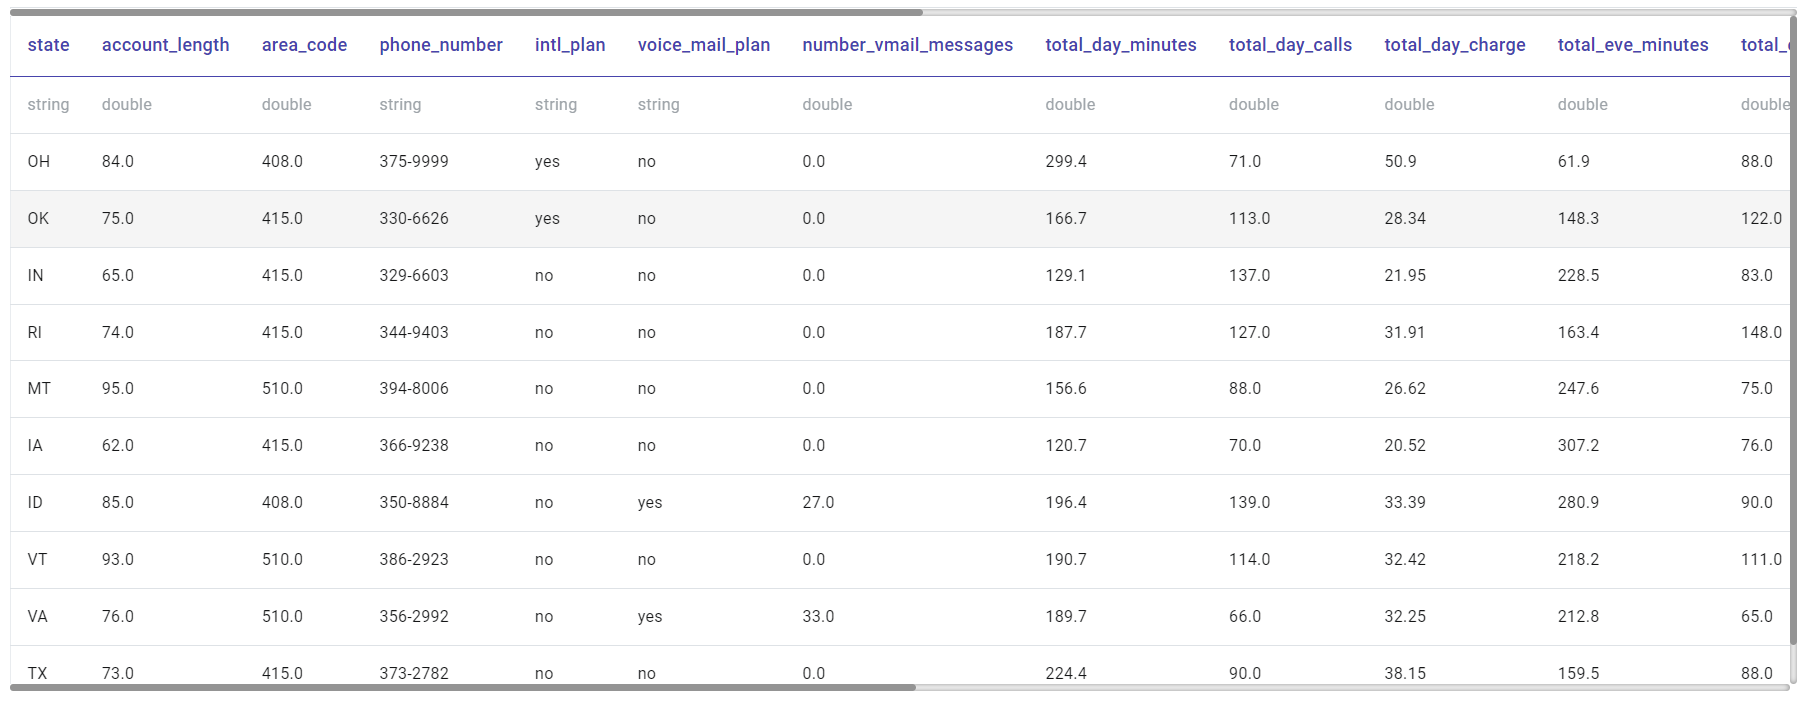 state account_length area_code phone_number intl_plan voice_mail_plan number_vmail_messages total_day_minutes total_day_calls total_day_charge total_eve_minutes
string double double string string string double double double double double double
OH 84.0 408.0 375-9999 yes no 0.0 299.4 71.0 50.9 61.9 88.0
OK 75.0 415.0 330-6626 yes no 0.0 166.7 113.0 28.34 148.3 122.0
IN 65.0 415.0 329-6603 no no 0.0 129.1 137.0 21.95 228.5 83.0
RI 74.0 415.0 344-9403 no no 0.0 187.7 127.0 31.91 163.4 148.0
MT 95.0 510.0 394-8006 no no 0.0 156.6 88.0 26.62 247.6 75.0
IA 62.0 415.0 366-9238 no no 0.0 120.7 70.0 20.52 307.2 76.0
ID 85.0 408.0 350-8884 no yes 27.0 196.4 139.0 33.39 280.9 90.0
VT 93.0 510.0 386-2923 no no 0.0 190.7 114.0 32.42 218.2 111.0
VA 76.0 510.0 356-2992 no yes 33.0 189.7 66.0 32.25 212.8 65.0
TX 73.0 415.0 373-2782 no no 0.0 224.4 90.0 38.15 159.5 88.0